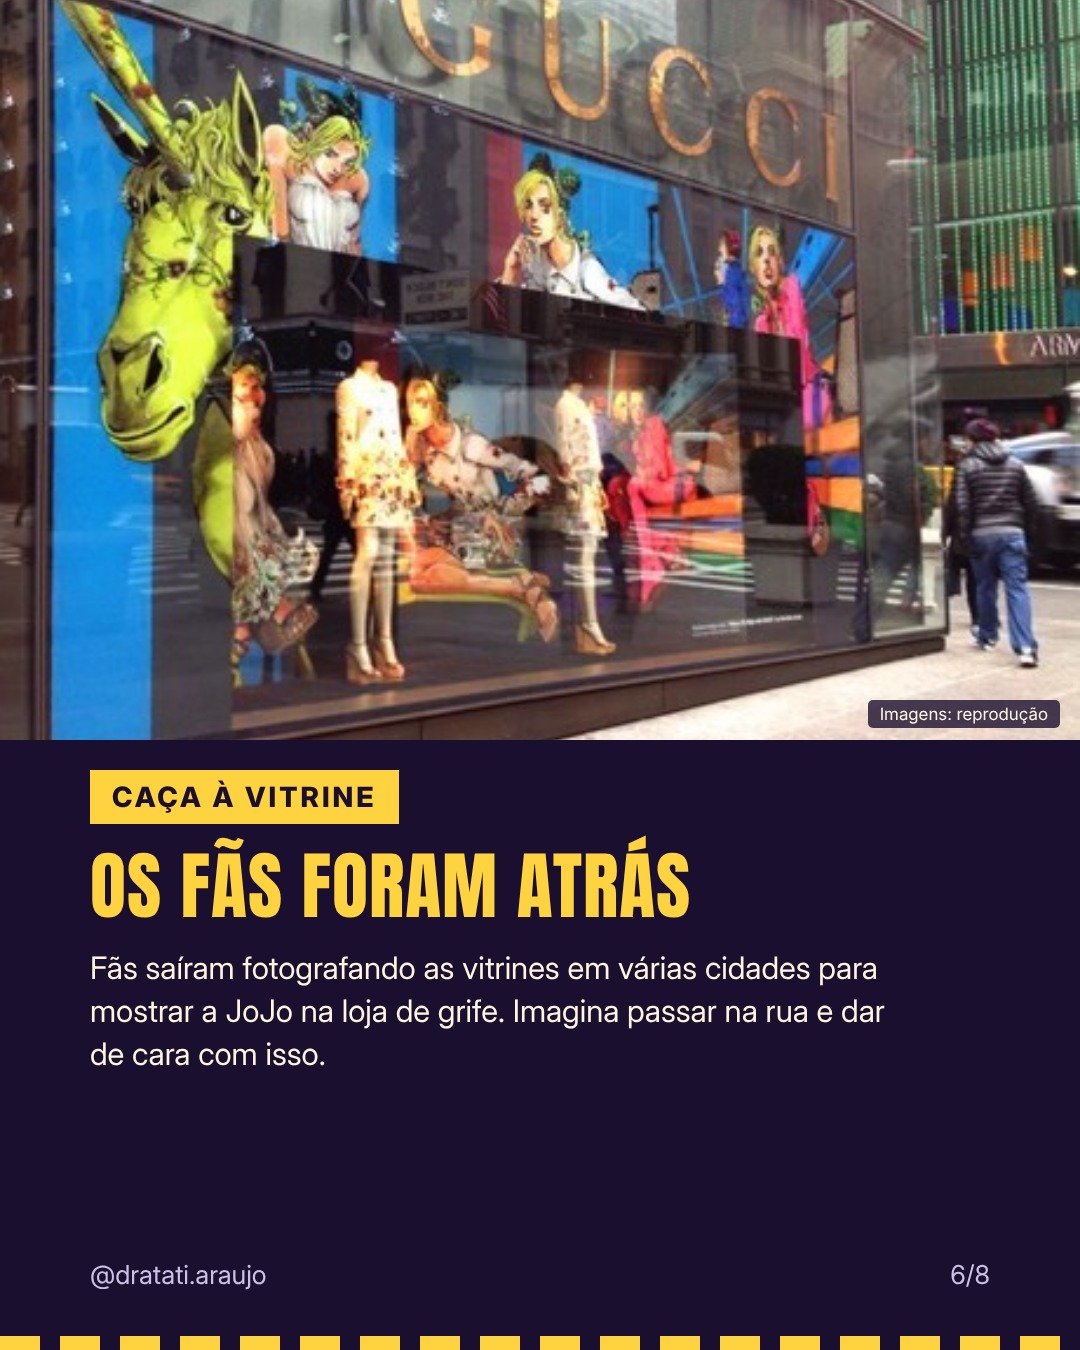 GUCCI
ARM
Imagens: reprodução
CAÇA À VITRINE
OS FÃS FORAM ATRÁS
Fãs saíram fotografando as vitrines em várias cidades para
mostrar a JoJo na loja de grife. Imagina passar na rua e dar
de cara com isso.
@dratati.araujo
6/8